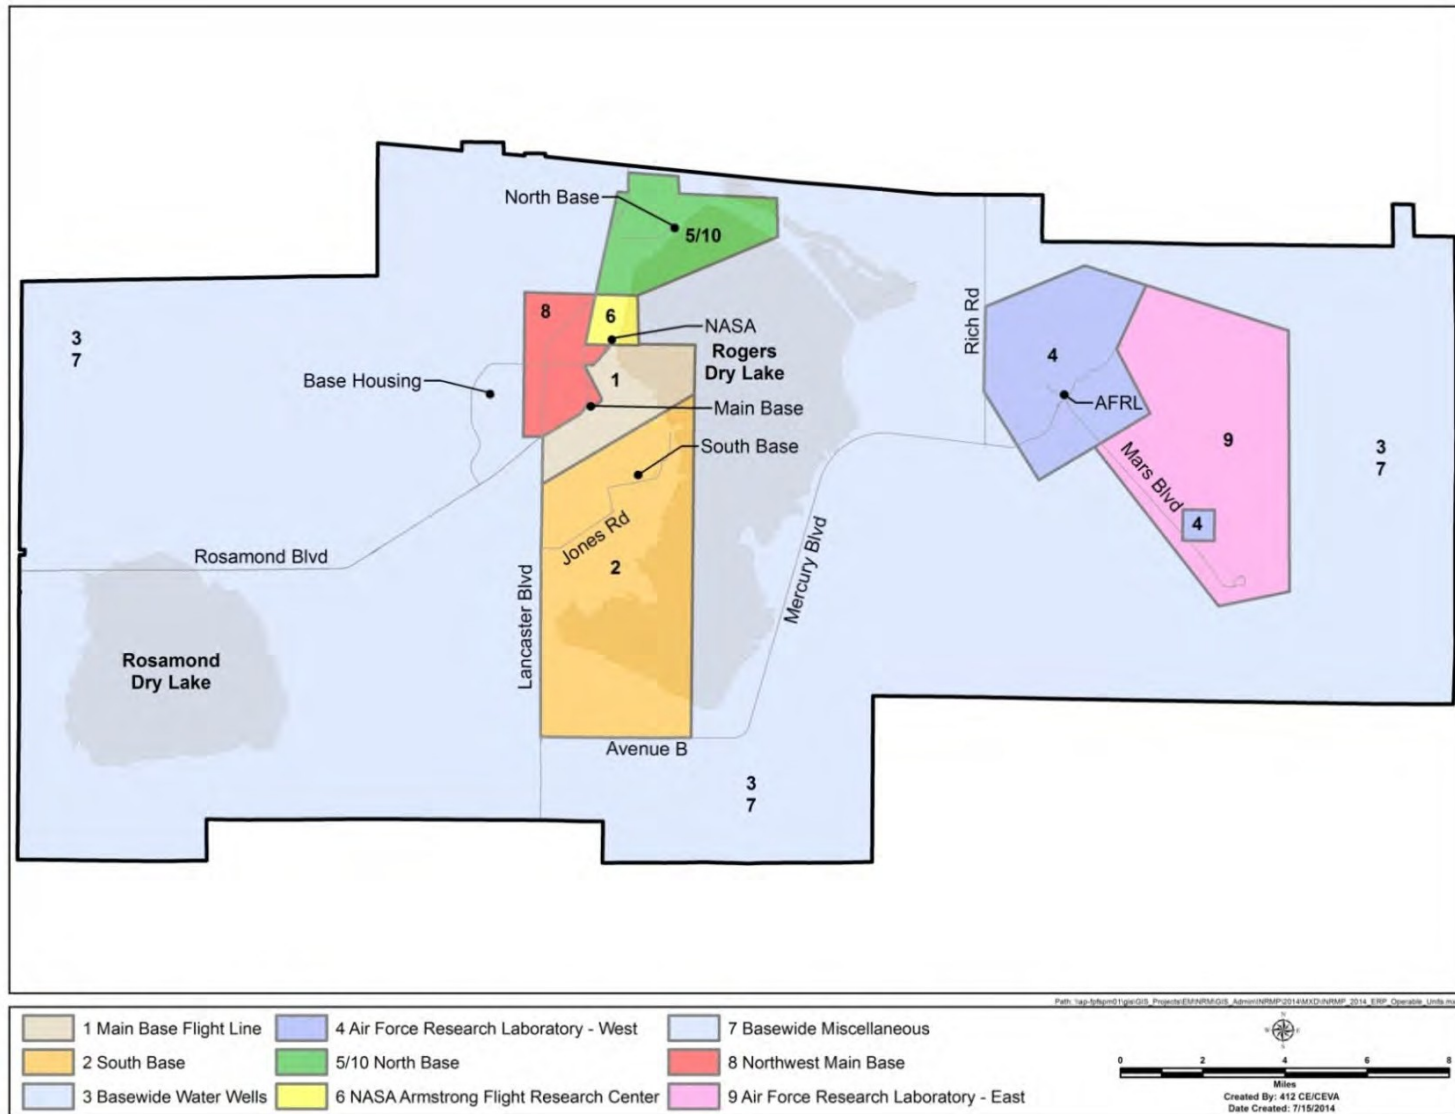 North Base
5/10
8
6
NASA
Rogers
Dry Lake
3
7
Base Housing
1
Main Base
South Base
Rich Rd
4
AFRL
9
3
7
Mars Blvd
4
Jones Rd
2
Rosamond Blvd
Lancaster Blvd
Mercury Blvd
Rosamond
Dry Lake
Avenue B
3
7
1 Main Base Flight Line
2 South Base
3 Basewide Water Wells
4 Air Force Research Laboratory - West
5/10 North Base
6 NASA Armstrong Flight Research Center
7 Basewide Miscellaneous
8 Northwest Main Base
9 Air Force Research Laboratory - East
N
W E
S
0 2 4 6 8
Miles
Created By: 412 CE/CEVA
Date Created: 7/15/2014